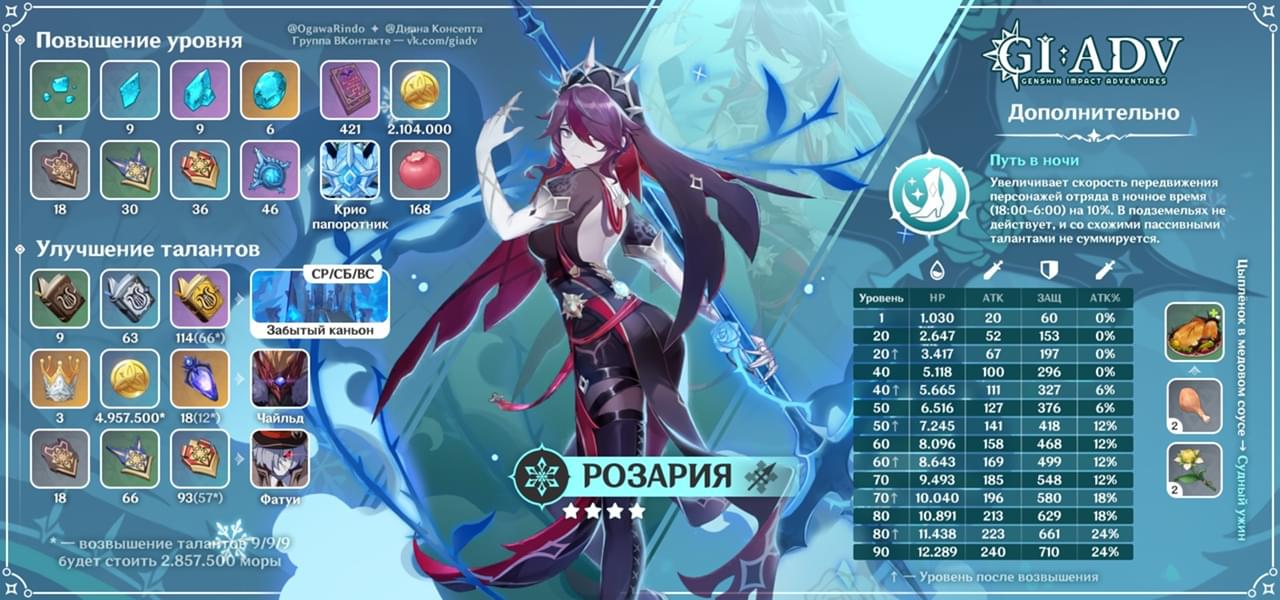 Повышение уровня
@OgawaRindo ✦ @Диана Консепта
Группа ВКонтакте — vk.com/giadv
1 9 9 6 421 2.104.000
18 30 36 46 Крио папоротник 168
Улучшение талантов
9 63 114(66*)
СР/СБ/ВС
Забытый каньон
3 4.957.500* 18(12*) Чайльд
18 66 93(57*) Фатуи
* — возвышение талантов 9/9/9
будет стоить 2.857.500 моры
РОЗАРИЯ
GI:ADV
GENSHIN IMPACT ADVENTURES
Дополнительно
Путь в ночи
Увеличивает скорость передвижения
персонажей отряда в ночное время
(18:00-6:00) на 10%. В подземельях не
действует, и со схожими пассивными
талантами не суммируется.
Уровень HP АТК ЗАЩ АТК%
1 1.030 20 60 0%
20 2.647 52 153 0%
20↑ 3.417 67 197 0%
40 5.118 100 296 0%
40↑ 5.665 111 327 6%
50 6.516 127 376 6%
50↑ 7.245 141 418 12%
60 8.096 158 468 12%
60↑ 8.643 169 499 12%
70 9.493 185 548 12%
70↑ 10.040 196 580 18%
80 10.891 213 629 18%
80↑ 11.438 223 661 24%
90 12.289 240 710 24%
↑ — Уровень после возвышения
2
2
Цыплёнок в медовом соусе → Судный ужин